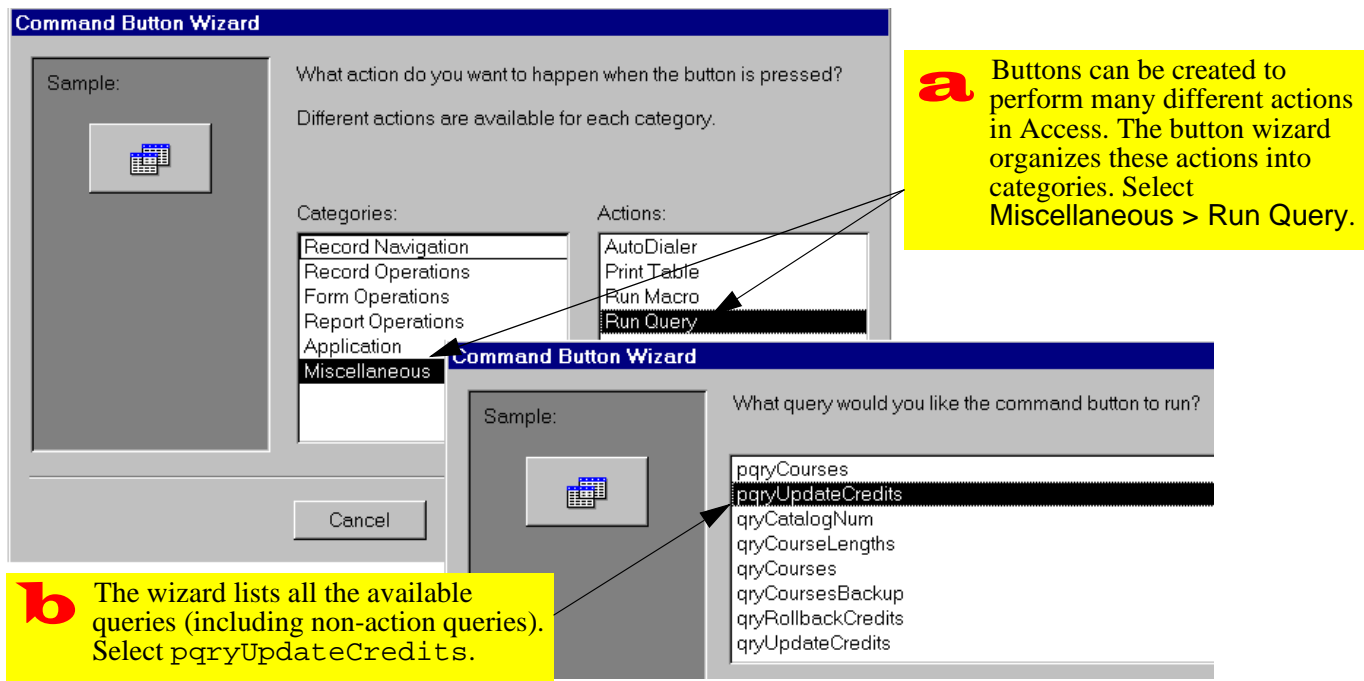 Command Button Wizard
Sample:
What action do you want to happen when the button is pressed?
Different actions are available for each category.
Categories:
Record Navigation
Record Operations
Form Operations
Report Operations
Application
Miscellaneous
Actions:
AutoDialer
Print Table
Run Macro
Run Query
Cancel
a
Buttons can be created to
perform many different actions
in Access. The button wizard
organizes these actions into
categories. Select
Miscellaneous > Run Query.
Command Button Wizard
Sample:
What query would you like the command button to run?
pqryCourses
pqryUpdateCredits
qryCatalogNum
qryCourseLengths
qryCourses
qryCoursesBackup
qryRollbackCredits
qryUpdateCredits
b
The wizard lists all the available
queries (including non-action queries).
Select pqryUpdateCredits.